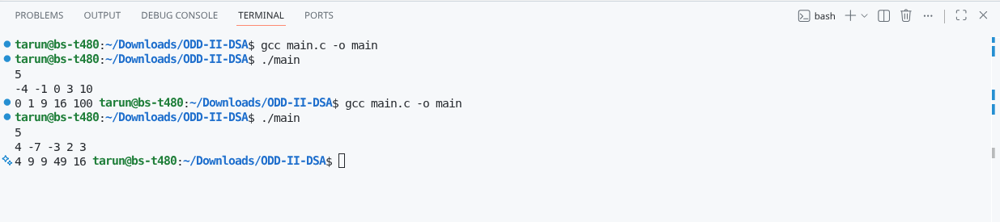 PROBLEMS OUTPUT DEBUG CONSOLE TERMINAL PORTS bash
tarun@bs-t480:~/Downloads/ODD-II-DSA$ gcc main.c -o main
tarun@bs-t480:~/Downloads/ODD-II-DSA$ ./main
5
-4 -1 0 3 10
0 1 9 16 100 tarun@bs-t480:~/Downloads/ODD-II-DSA$ gcc main.c -o main
tarun@bs-t480:~/Downloads/ODD-II-DSA$ ./main
5
4 -7 -3 2 3
4 9 9 49 16 tarun@bs-t480:~/Downloads/ODD-II-DSA$